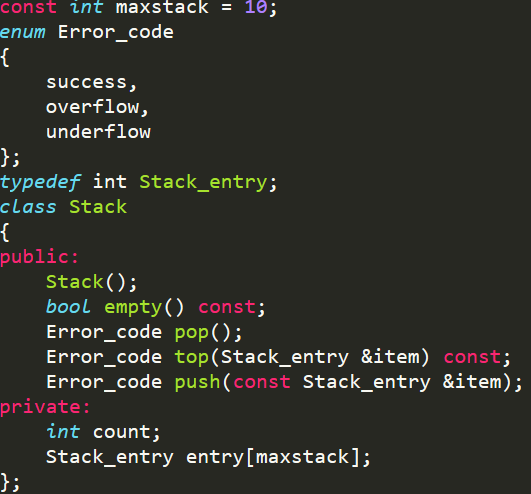 const int maxstack = 10;
enum Error_code
{
    success,
    overflow,
    underflow
};
typedef int Stack_entry;
class Stack
{
public:
    Stack();
    bool empty() const;
    Error_code pop();
    Error_code top(Stack_entry &item) const;
    Error_code push(const Stack_entry &item);
private:
    int count;
    Stack_entry entry[maxstack];
};